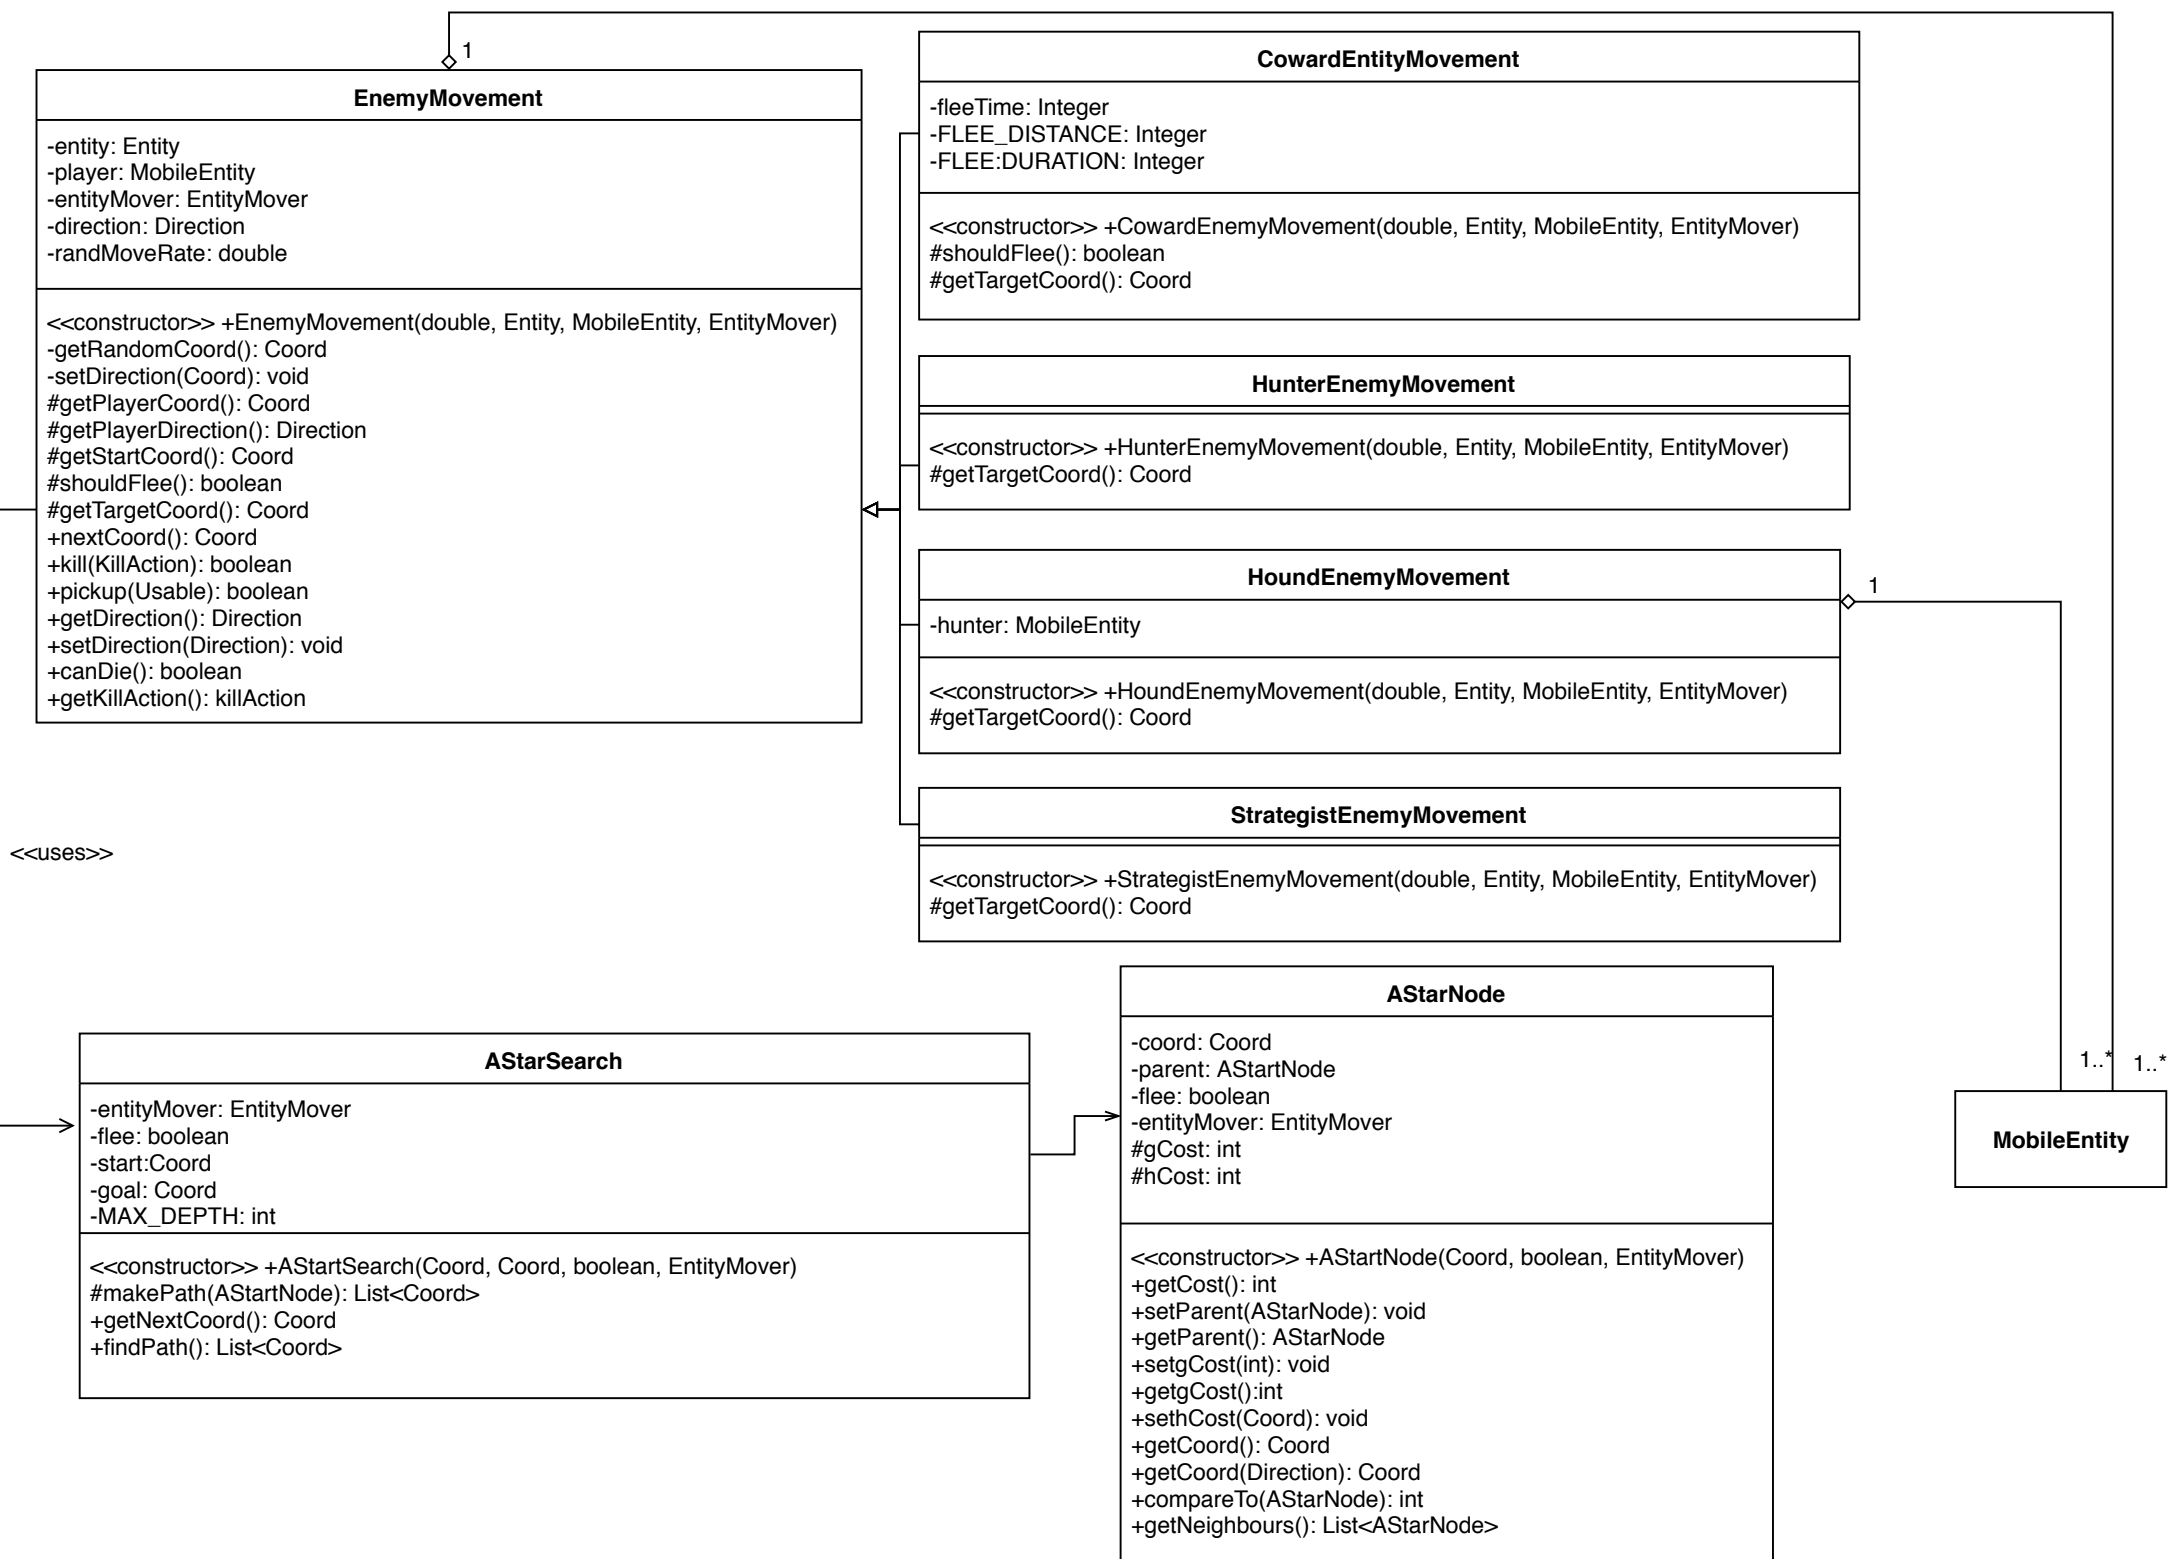 1
EnemyMovement
-entity: Entity
-player: MobileEntity
-entityMover: EntityMover
-direction: Direction
-randMoveRate: double
<<constructor>> +EnemyMovement(double, Entity, MobileEntity, EntityMover)
-getRandomCoord(): Coord
-setDirection(Coord): void
#getPlayerCoord(): Coord
#getPlayerDirection(): Direction
#getStartCoord(): Coord
#shouldFlee(): boolean
#getTargetCoord(): Coord
+nextCoord(): Coord
+kill(KillAction): boolean
+pickup(Usable): boolean
+getDirection(): Direction
+setDirection(Direction): void
+canDie(): boolean
+getKillAction(): killAction
CowardEntityMovement
-fleeTime: Integer
-FLEE_DISTANCE: Integer
-FLEE:DURATION: Integer
<<constructor>> +CowardEnemyMovement(double, Entity, MobileEntity, EntityMover)
#shouldFlee(): boolean
#getTargetCoord(): Coord
HunterEnemyMovement
<<constructor>> +HunterEnemyMovement(double, Entity, MobileEntity, EntityMover)
#getTargetCoord(): Coord
HoundEnemyMovement
1
-hunter: MobileEntity
<<constructor>> +HoundEnemyMovement(double, Entity, MobileEntity, EntityMover)
#getTargetCoord(): Coord
StrategistEnemyMovement
<<constructor>> +StrategistEnemyMovement(double, Entity, MobileEntity, EntityMover)
#getTargetCoord(): Coord
<<uses>>
AStarSearch
-entityMover: EntityMover
-flee: boolean
-start:Coord
-goal: Coord
-MAX_DEPTH: int
<<constructor>> +AStartSearch(Coord, Coord, boolean, EntityMover)
#makePath(AStartNode): List<Coord>
+getNextCoord(): Coord
+findPath(): List<Coord>
AStarNode
-coord: Coord
-parent: AStartNode
-flee: boolean
-entityMover: EntityMover
#gCost: int
#hCost: int
<<constructor>> +AStartNode(Coord, boolean, EntityMover)
+getCost(): int
+setParent(AStarNode): void
+getParent(): AStarNode
+setgCost(int): void
+getgCost():int
+sethCost(Coord): void
+getCoord(): Coord
+getCoord(Direction): Coord
+compareTo(AStarNode): int
+getNeighbours(): List<AStarNode>
1..*
1..*
MobileEntity